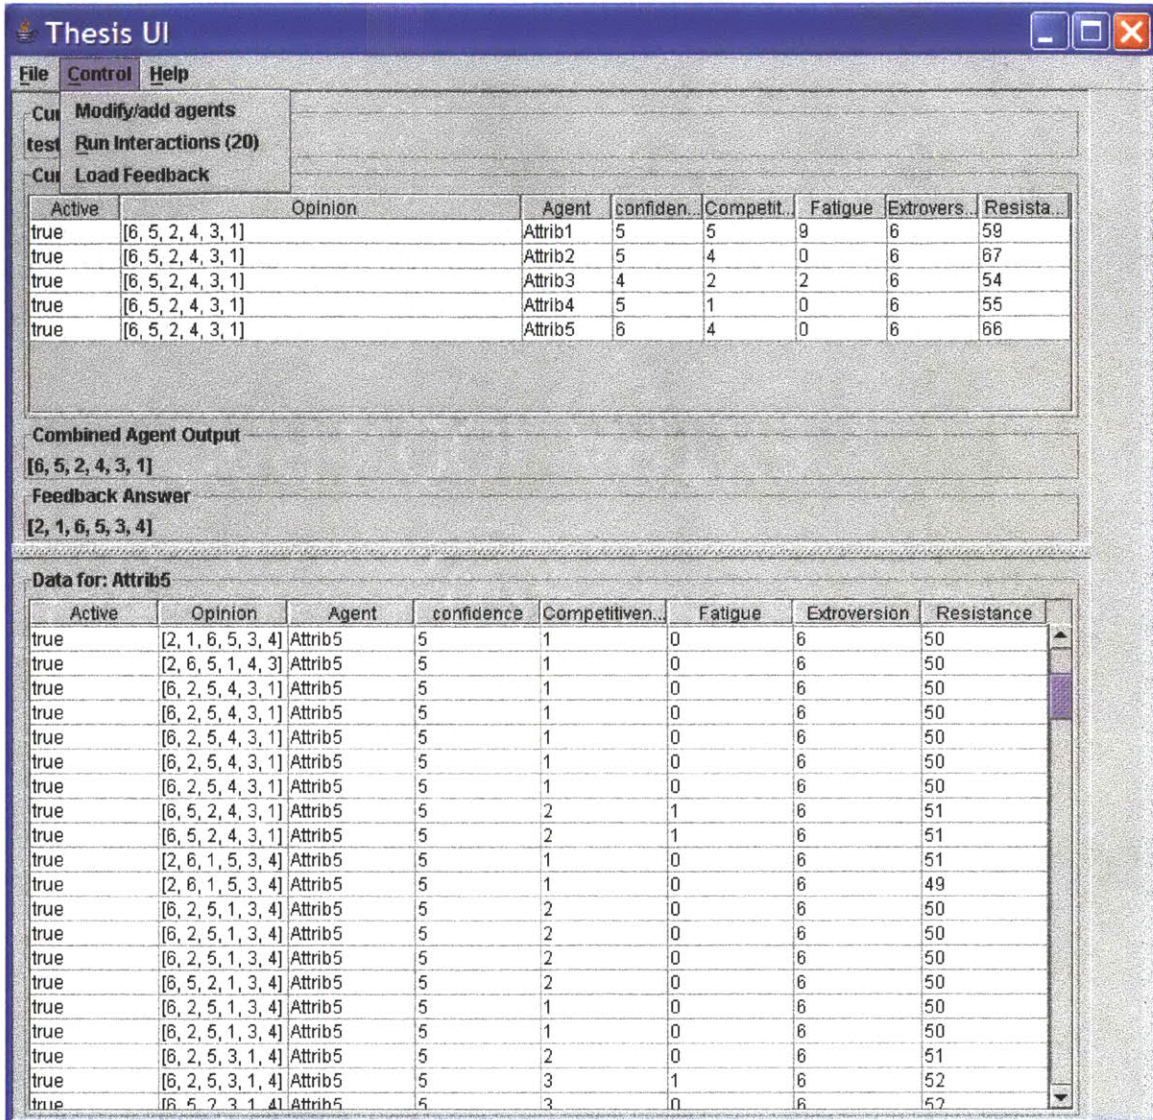 Thesis UI
File Control Help
Cur
Modify/add agents
test
Run Interactions (20)
Cur
Load Feedback
Active Opinion Agent confiden... Competit... Fatigue Extrovers... Resista...
true [6, 5, 2, 4, 3, 1] Attrib1 5 5 9 6 59
true [6, 5, 2, 4, 3, 1] Attrib2 5 4 0 6 67
true [6, 5, 2, 4, 3, 1] Attrib3 4 2 2 6 54
true [6, 5, 2, 4, 3, 1] Attrib4 5 1 0 6 55
true [6, 5, 2, 4, 3, 1] Attrib5 6 4 0 6 66
Combined Agent Output
[6, 5, 2, 4, 3, 1]
Feedback Answer
[2, 1, 6, 5, 3, 4]
Data for: Attrib5
Active Opinion Agent confidence Competitiven... Fatigue Extroversion Resistance
true [2, 1, 6, 5, 3, 4] Attrib5 5 1 0 6 50
true [2, 6, 5, 1, 4, 3] Attrib5 5 1 0 6 50
true [6, 2, 5, 4, 3, 1] Attrib5 5 1 0 6 50
true [6, 2, 5, 4, 3, 1] Attrib5 5 1 0 6 50
true [6, 2, 5, 4, 3, 1] Attrib5 5 1 0 6 50
true [6, 2, 5, 4, 3, 1] Attrib5 5 1 0 6 50
true [6, 2, 5, 4, 3, 1] Attrib5 5 1 0 6 50
true [6, 5, 2, 4, 3, 1] Attrib5 5 2 1 6 51
true [6, 5, 2, 4, 3, 1] Attrib5 5 2 1 6 51
true [2, 6, 1, 5, 3, 4] Attrib5 5 1 0 6 51
true [2, 6, 1, 5, 3, 4] Attrib5 5 1 0 6 49
true [6, 2, 5, 1, 3, 4] Attrib5 5 2 0 6 50
true [6, 2, 5, 1, 3, 4] Attrib5 5 2 0 6 50
true [6, 2, 5, 1, 3, 4] Attrib5 5 2 0 6 50
true [6, 5, 2, 1, 3, 4] Attrib5 5 2 0 6 50
true [6, 2, 5, 1, 3, 4] Attrib5 5 1 0 6 50
true [6, 2, 5, 1, 3, 4] Attrib5 5 1 0 6 50
true [6, 2, 5, 3, 1, 4] Attrib5 5 2 0 6 51
true [6, 2, 5, 3, 1, 4] Attrib5 5 3 1 6 52
true [6, 5, 2, 3, 1, 4] Attrib5 5 3 0 6 52